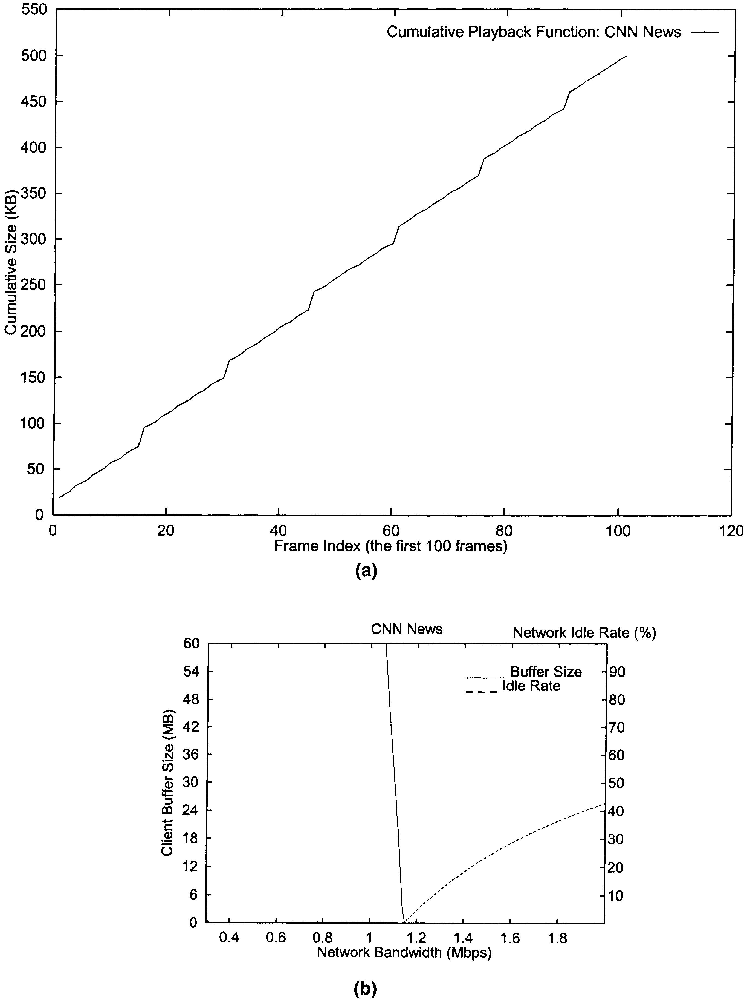 550
Cumulative Playback Function: CNN News
500
450
400
350
300
250
200
150
100
50
0
Cumulative Size (KB)
0 20 40 60 80 100 120
Frame Index (the first 100 frames)
(a)
CNN News
Network Idle Rate (%)
60
54
48
42
36
30
24
18
12
6
0
Client Buffer Size (MB)
Buffer Size
Idle Rate
90
80
70
60
50
40
30
20
10
0.4 0.6 0.8 1 1.2 1.4 1.6 1.8
Network Bandwidth (Mbps)
(b)